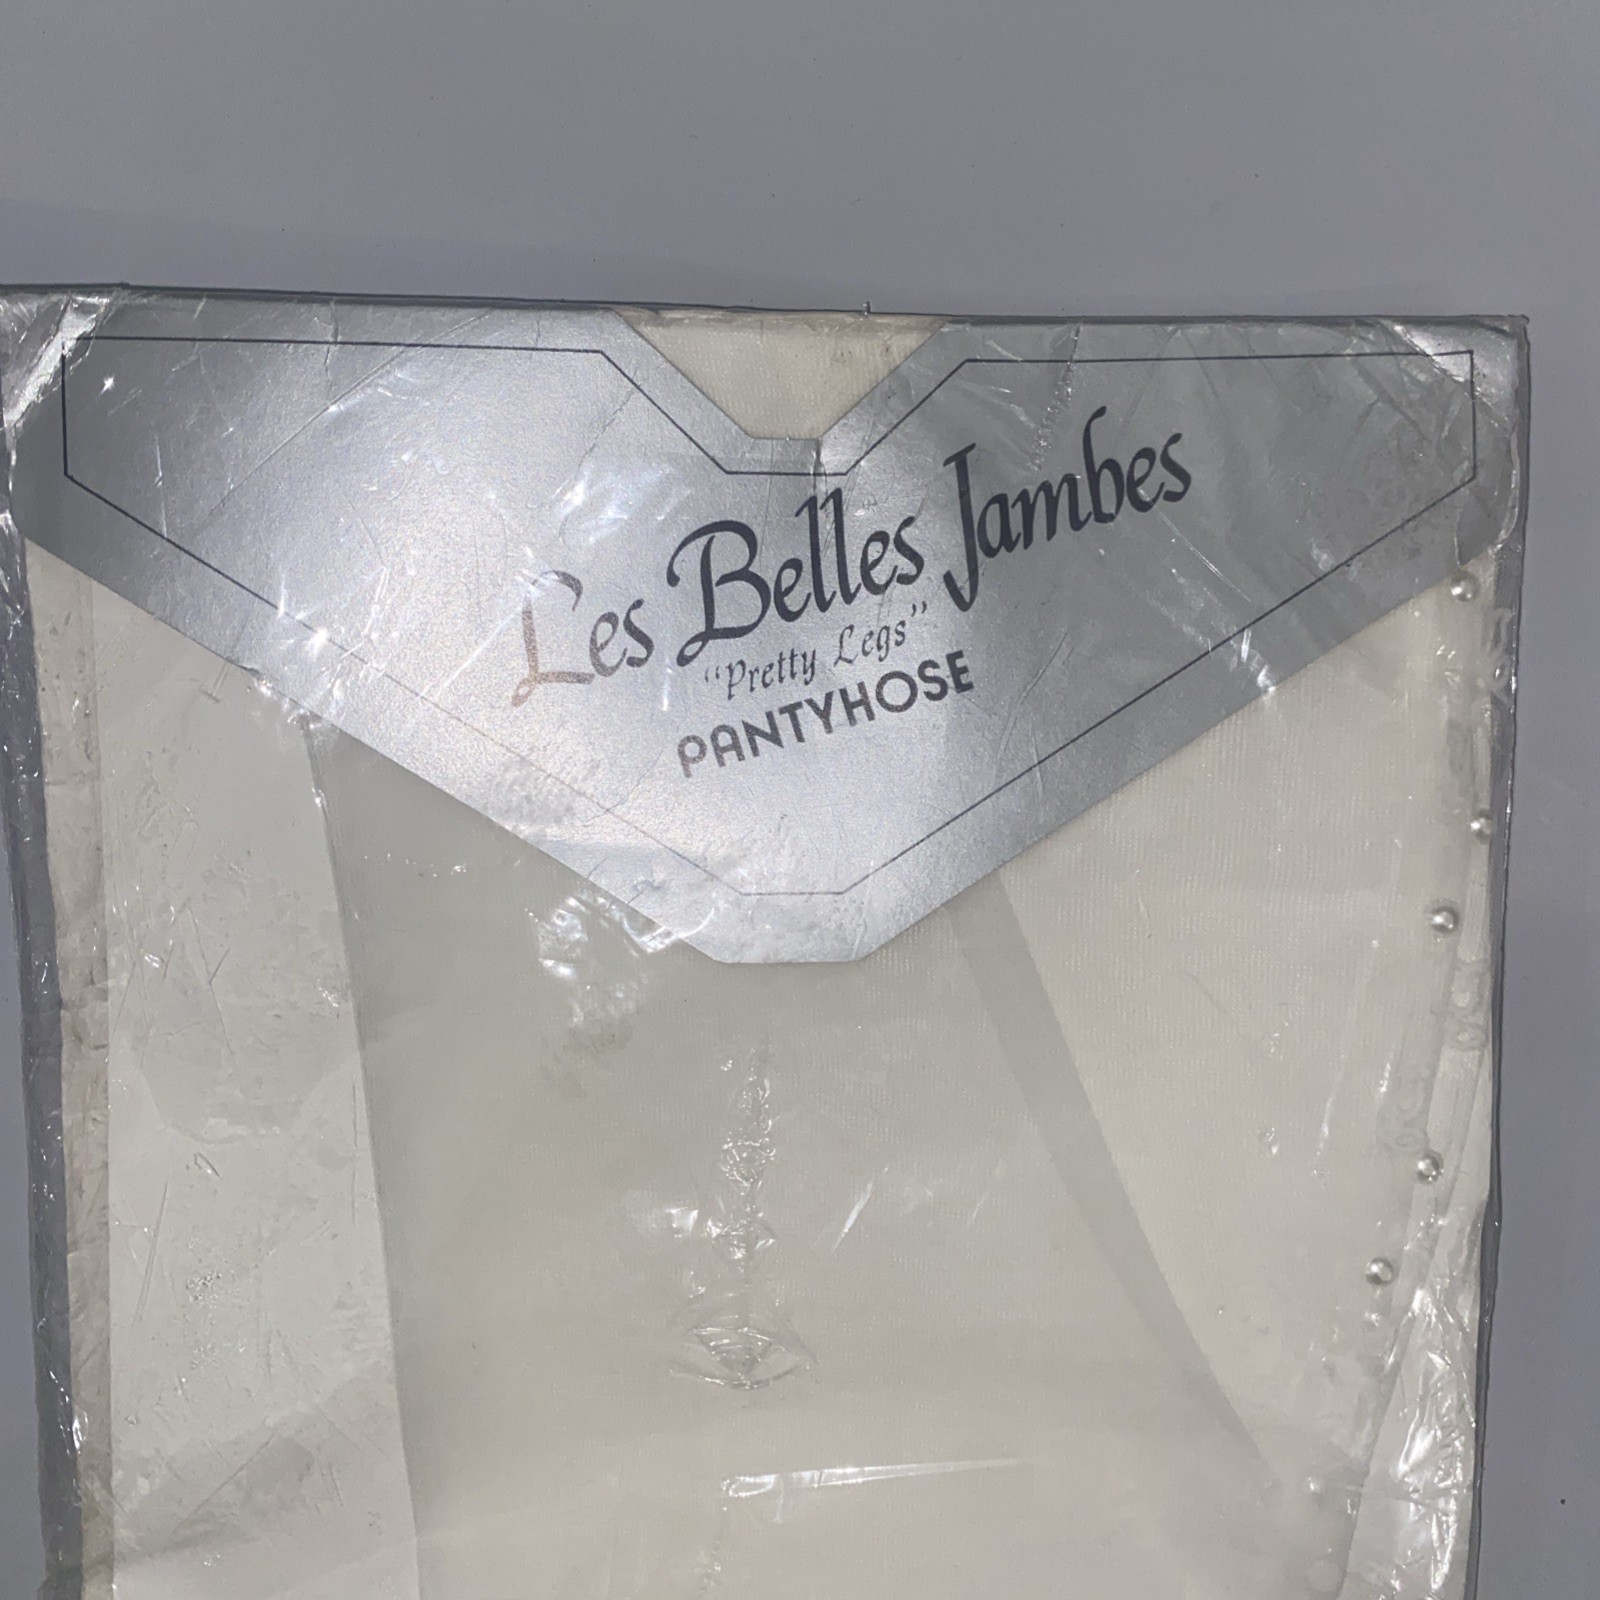 Les Belles Jambes
“Pretty Legs”
PANTYHOSE